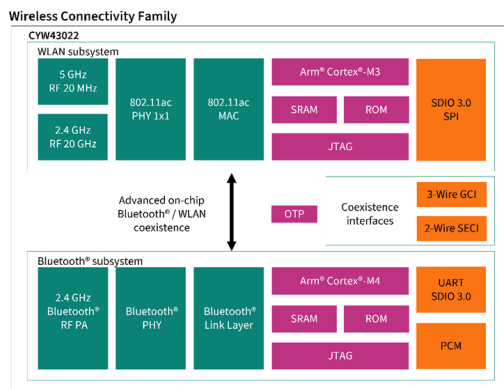 Wireless Connectivity Family
CYW43022
WLAN subsystem
5 GHz
RF 20 MHz
2.4 GHz
RF 20 GHz
802.11ac
PHY 1x1
802.11ac
MAC
Arm® Cortex®-M3
SRAM
ROM
JTAG
SDIO 3.0
SPI
Advanced on-chip
Bluetooth® / WLAN
coexistence
OTP
Coexistence
interfaces
3-Wire GCI
2-Wire SECI
Bluetooth® subsystem
2.4 GHz
Bluetooth®
RF PA
Bluetooth®
PHY
Bluetooth®
Link Layer
Arm® Cortex®-M4
SRAM
ROM
JTAG
UART
SDIO 3.0
PCM